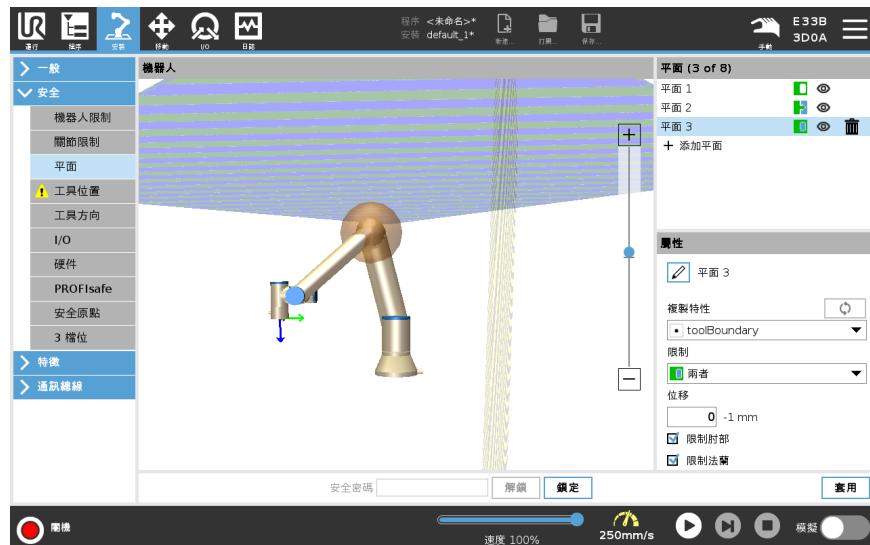 運行
程序
安裝
移動
I/O
日誌
程序 <未命名>*
安裝 default_1*
新建...
打開...
保存...
手動
E33B
3D0A
一般
安全
機器人限制
關節限制
平面
工具位置
工具方向
I/O
硬件
PROFIsafe
安全原點
3 檔位
特徵
通訊總線
機器人
平面 (3 of 8)
平面 1
平面 2
平面 3
添加平面
屬性
平面 3
複製特性
toolBoundary
限制
兩者
位移
0 -1 mm
限制肘部
限制法蘭
安全密碼
解鎖
鎖定
套用
關機
速度 100%
250mm/s
模擬